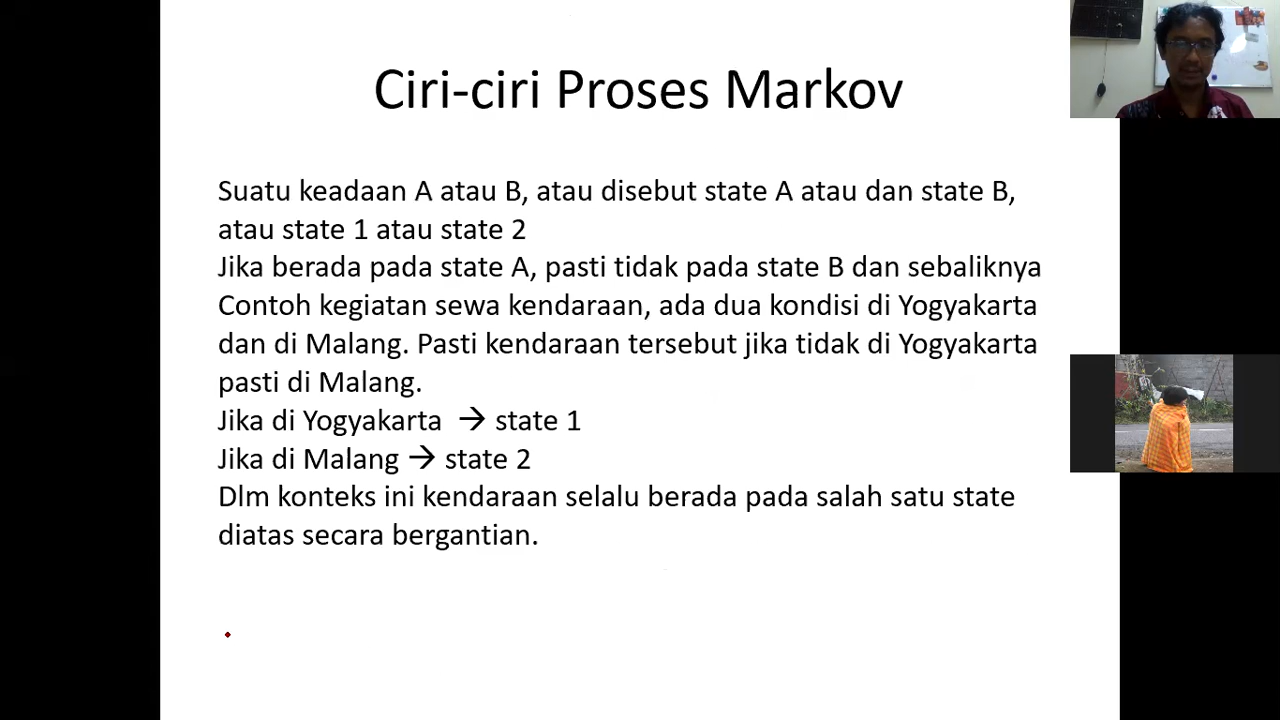 Ciri-ciri Proses Markov
Suatu keadaan A atau B, atau disebut state A atau dan state B,
atau state 1 atau state 2
Jika berada pada state A, pasti tidak pada state B dan sebaliknya
Contoh kegiatan sewa kendaraan, ada dua kondisi di Yogyakarta
dan di Malang. Pasti kendaraan tersebut jika tidak di Yogyakarta
pasti di Malang.
Jika di Yogyakarta → state 1
Jika di Malang → state 2
Dlm konteks ini kendaraan selalu berada pada salah satu state
diatas secara bergantian.